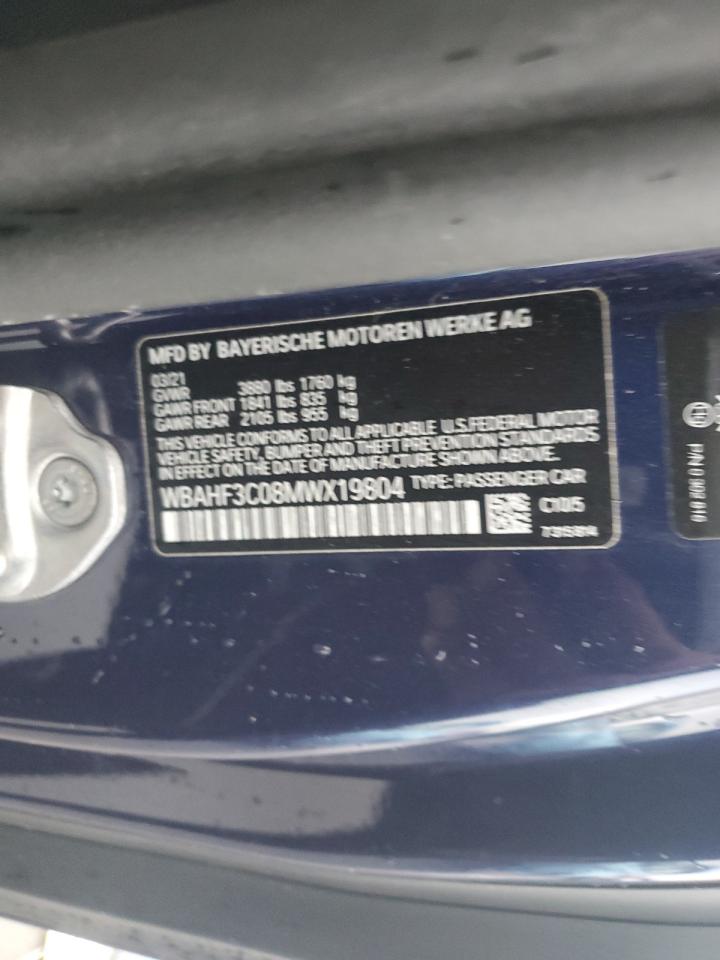 MFD BY BAYERISCHE MOTOREN WERKE AG
03/21
GVWR 3880 lbs 1760 kg
GAWR FRONT 1841 lbs 835 kg
GAWR REAR 2105 lbs 955 kg
THIS VEHICLE CONFORMS TO ALL APPLICABLE U.S.FEDERAL MOTOR
VEHICLE SAFETY, BUMPER AND THEFT PREVENTION STANDARDS
IN EFFECT ON THE DATE OF MANUFACTURE SHOWN ABOVE.
WBAHF3C08MWX19804 TYPE: PASSENGER CAR
C10/5